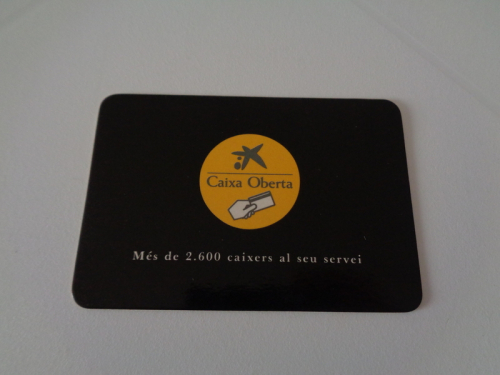 Caixa Oberta
Més de 2.600 caixers al seu servei